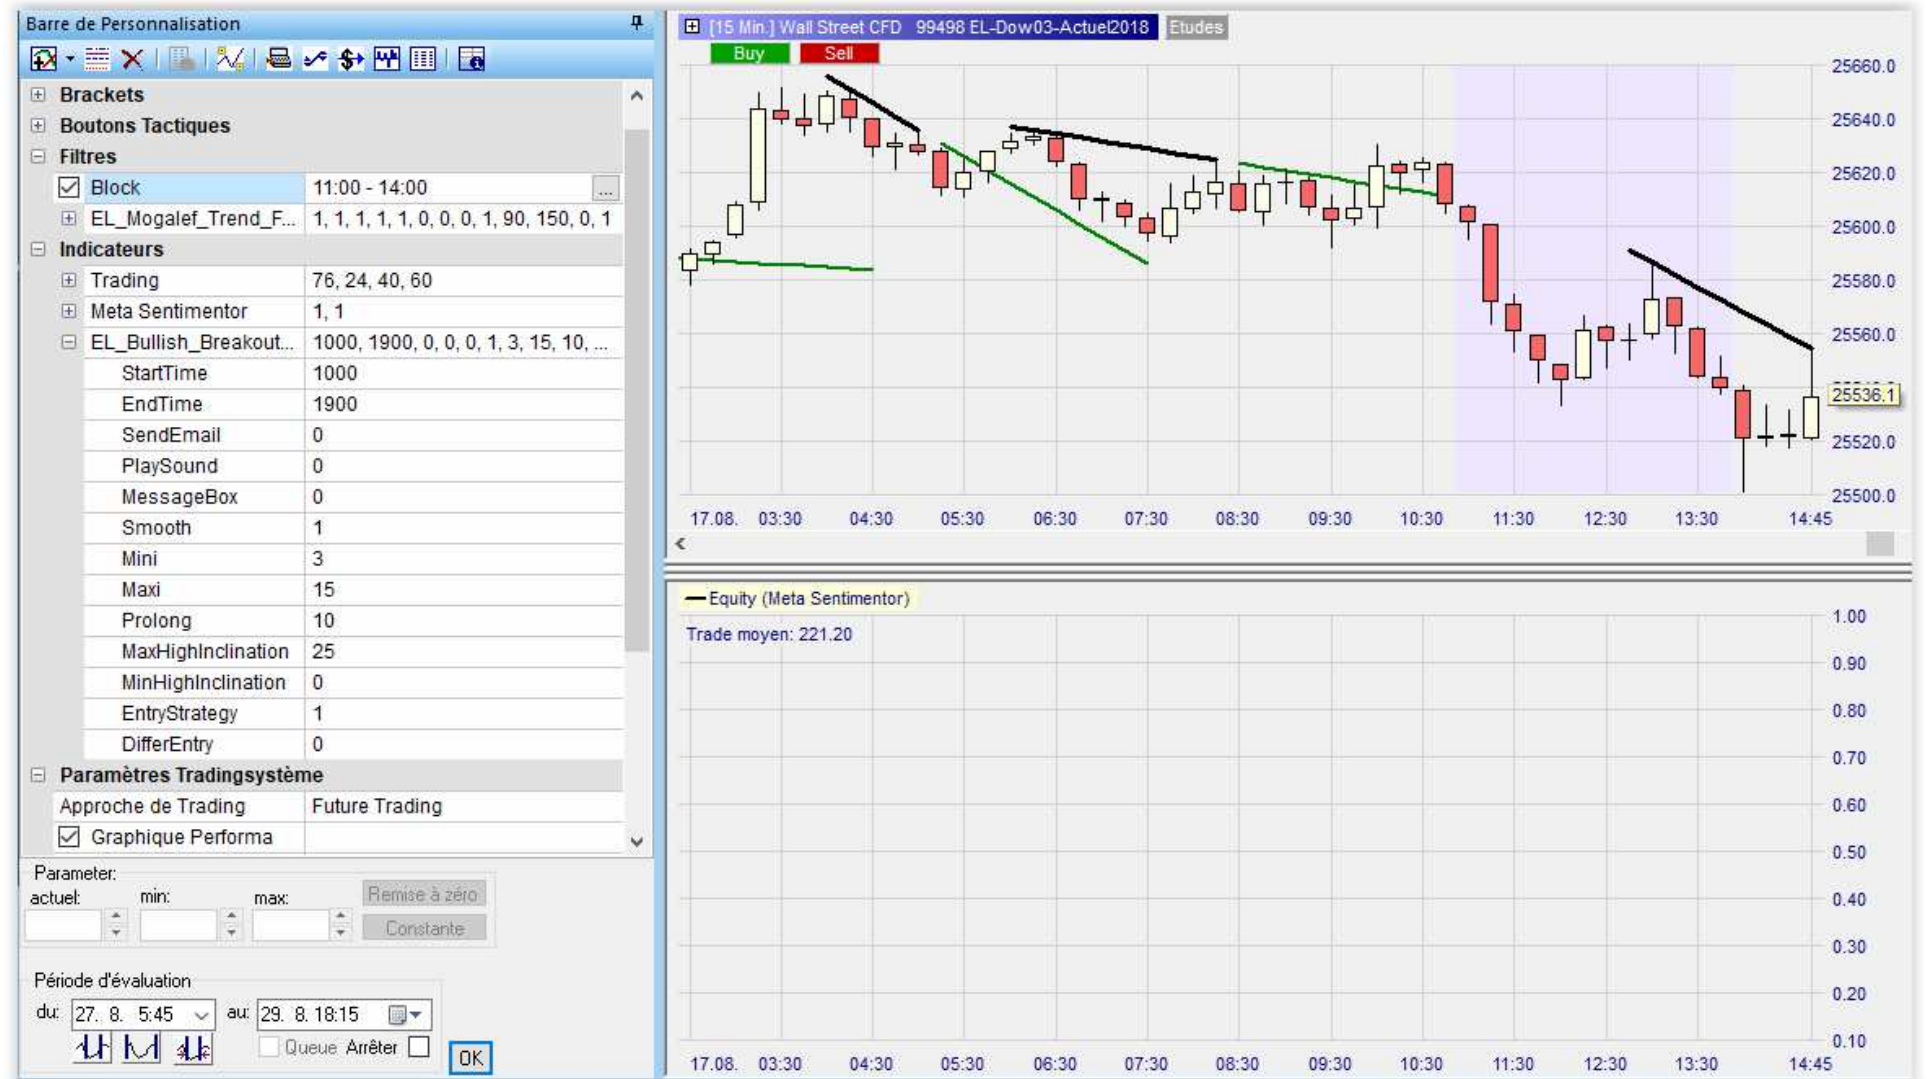 Barre de Personnalisation
Brackets
Boutons Tactiques
Filtres
Block 11:00 - 14:00 ...
EL_Mogalef_Trend_F... 1, 1, 1, 1, 1, 0, 0, 0, 1, 90, 150, 0, 1
Indicateurs
Trading 76, 24, 40, 60
Meta Sentimentor 1, 1
EL_Bullish_Breakout... 1000, 1900, 0, 0, 0, 1, 3, 15, 10, ...
StartTime 1000
EndTime 1900
SendEmail 0
PlaySound 0
MessageBox 0
Smooth 1
Mini 3
Maxi 15
Prolong 10
MaxHighInclination 25
MinHighInclination 0
EntryStrategy 1
DifferEntry 0
Paramètres Tradingsystème
Approche de Trading Future Trading
Graphique Performa
Parameter:
actuel: min: max: Remise à zéro
Constante
Période d'évaluation
du: 27. 8. 5:45 au: 29. 8. 18:15
Queue Arrêter
OK
[15 Min.] Wall Street CFD 99498 EL-Dow03-Actuel2018 Etudes
Buy Sell
25660.0
25640.0
25620.0
25600.0
25580.0
25560.0
25536.1
25520.0
25500.0
17.08. 03:30 04:30 05:30 06:30 07:30 08:30 09:30 10:30 11:30 12:30 13:30 14:45
Equity (Meta Sentimentor)
Trade moyen: 221.20
1.00
0.90
0.80
0.70
0.60
0.50
0.40
0.30
0.20
0.10
17.08. 03:30 04:30 05:30 06:30 07:30 08:30 09:30 10:30 11:30 12:30 13:30 14:45